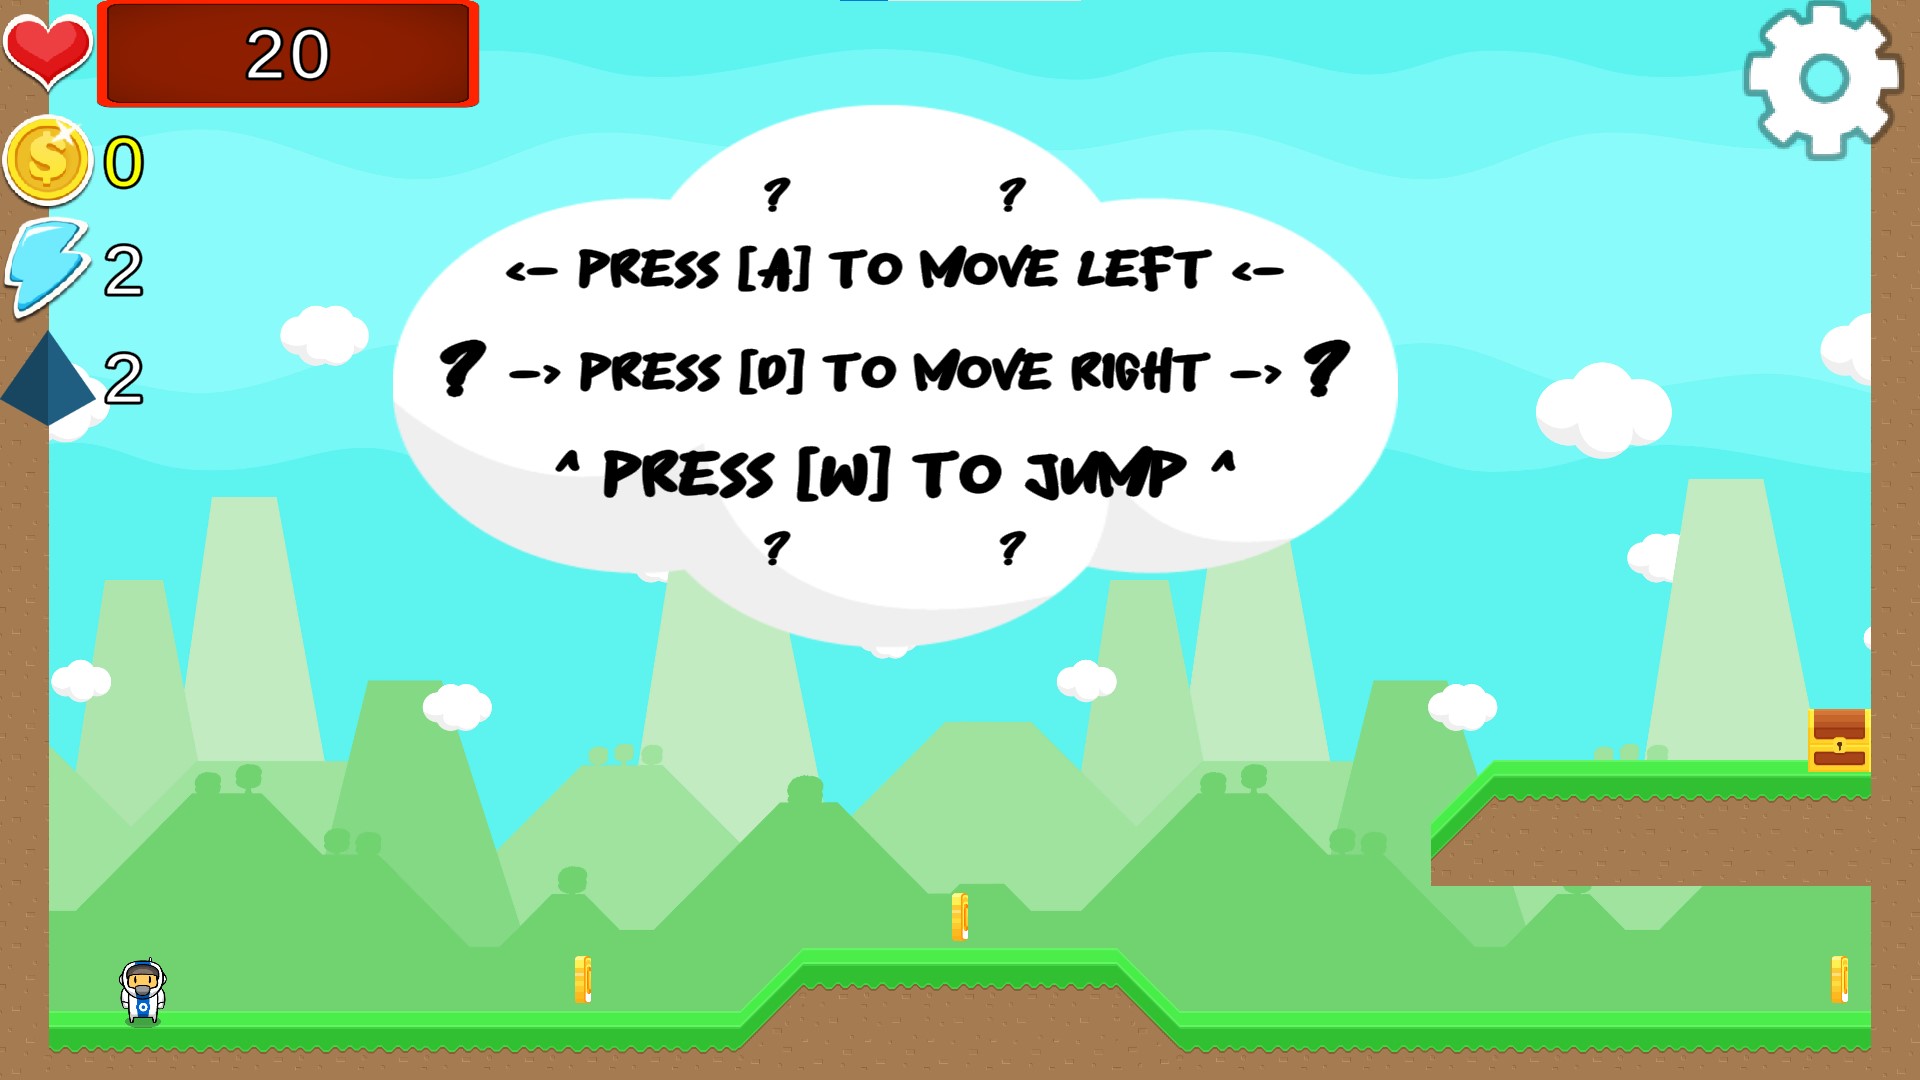 20
0
2
2
? ?
<- PRESS [A] TO MOVE LEFT <-
? -> PRESS [D] TO MOVE RIGHT -> ?
^ PRESS [W] TO JUMP ^
? ?